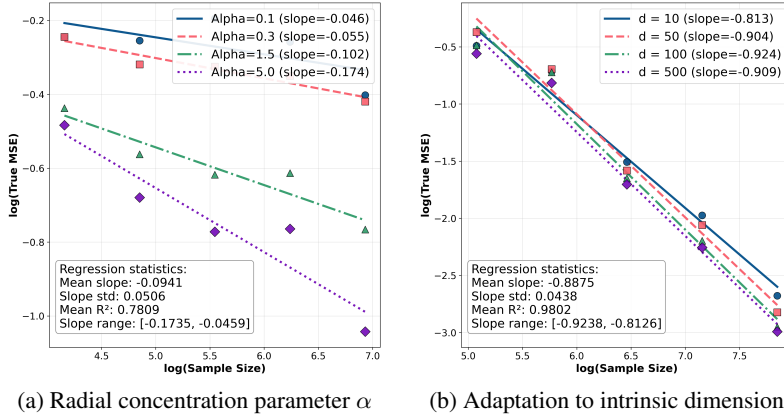 Alpha=0.1 (slope=-0.046)
Alpha=0.3 (slope=-0.055)
Alpha=1.5 (slope=-0.102)
Alpha=5.0 (slope=-0.174)
-0.2
-0.4
-0.6
-0.8
-1.0
log(True MSE)
Regression statistics:
Mean slope: -0.0941
Slope std: 0.0506
Mean R²: 0.7809
Slope range: [-0.1735, -0.0459]
4.5 5.0 5.5 6.0 6.5 7.0
log(Sample Size)
(a) Radial concentration parameter α
d = 10 (slope=-0.813)
d = 50 (slope=-0.904)
d = 100 (slope=-0.924)
d = 500 (slope=-0.909)
-0.5
-1.0
-1.5
-2.0
-2.5
-3.0
log(True MSE)
Regression statistics:
Mean slope: -0.8875
Slope std: 0.0438
Mean R²: 0.9802
Slope range: [-0.9238, -0.8126]
5.0 5.5 6.0 6.5 7.0 7.5
log(Sample Size)
(b) Adaptation to intrinsic dimension